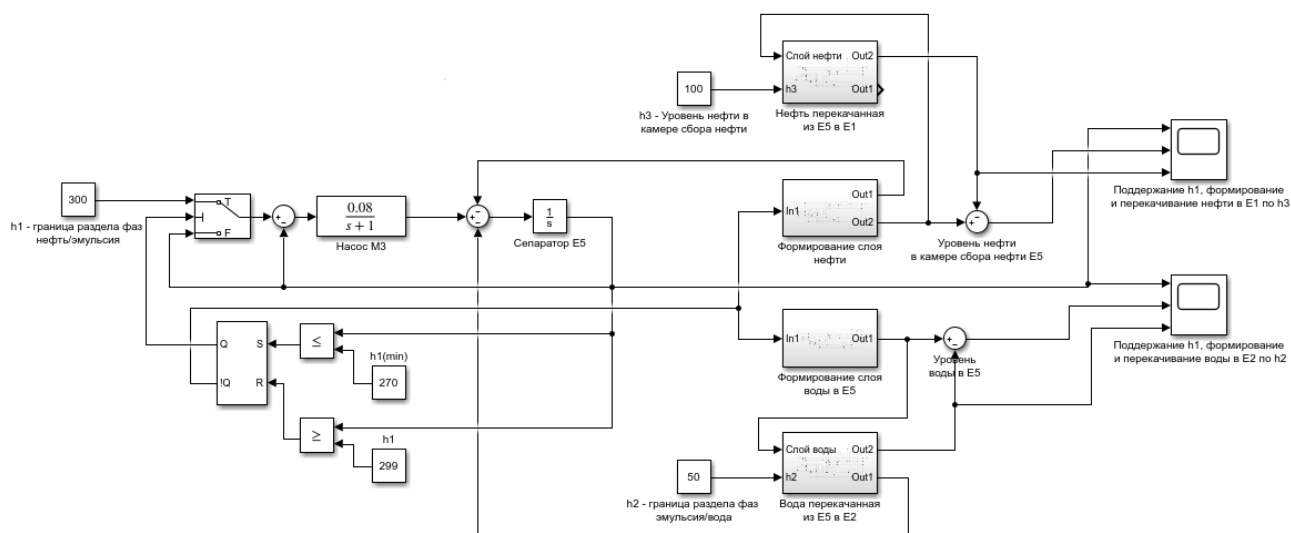 Слой нефти
Out2
h3
Out1
100
h3 - Уровень нефти в
камере сбора нефти
Нефть перекачанная
из Е5 в Е1
Поддержание h1, формирование
и перекачивание нефти в Е1 по h3
300
h1 - граница раздела фаз
нефть/эмульсия
T
F
+
-
0.08
s + 1
Насос М3
+
-
-
1
s
Сепаратор Е5
In1
Out1
Out2
Формирование слоя
нефти
+
-
Уровень нефти
в камере сбора нефти Е5
Q
!Q
S
R
≤
h1(min)
270
≥
h1
299
In1
Out1
Формирование слоя
воды в Е5
+
-
Уровень
воды в Е5
Поддержание h1, формирование
и перекачивание воды в Е2 по h2
Слой воды
Out2
h2
Out1
50
h2 - граница раздела фаз
эмульсия/вода
Вода перекачанная
из Е5 в Е2